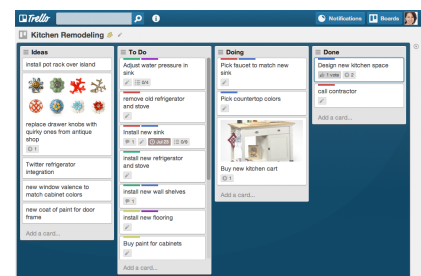 Trello
Notifications
Boards
Kitchen Remodeling
Ideas
install pot rack over island
replace drawer knobs with
quirky ones from antique
shop
1
Twitter refrigerator
integration
new window valence to
match cabinet colors
new coat of paint for door
frame
Add a card...
To Do
Adjust water pressure in
sink
0/4
remove old refrigerator
and stove
Install new sink
1
Jul 25
0/9
install new refrigerator
and stove
install new wall shelves
1
install new flooring
Buy paint for cabinets
Add a card...
Doing
Pick faucet to match new
sink
Pick countertop colors
Buy new kitchen cart
1
Add a card...
Done
Design new kitchen space
1 vote
2
call contractor
Add a card...